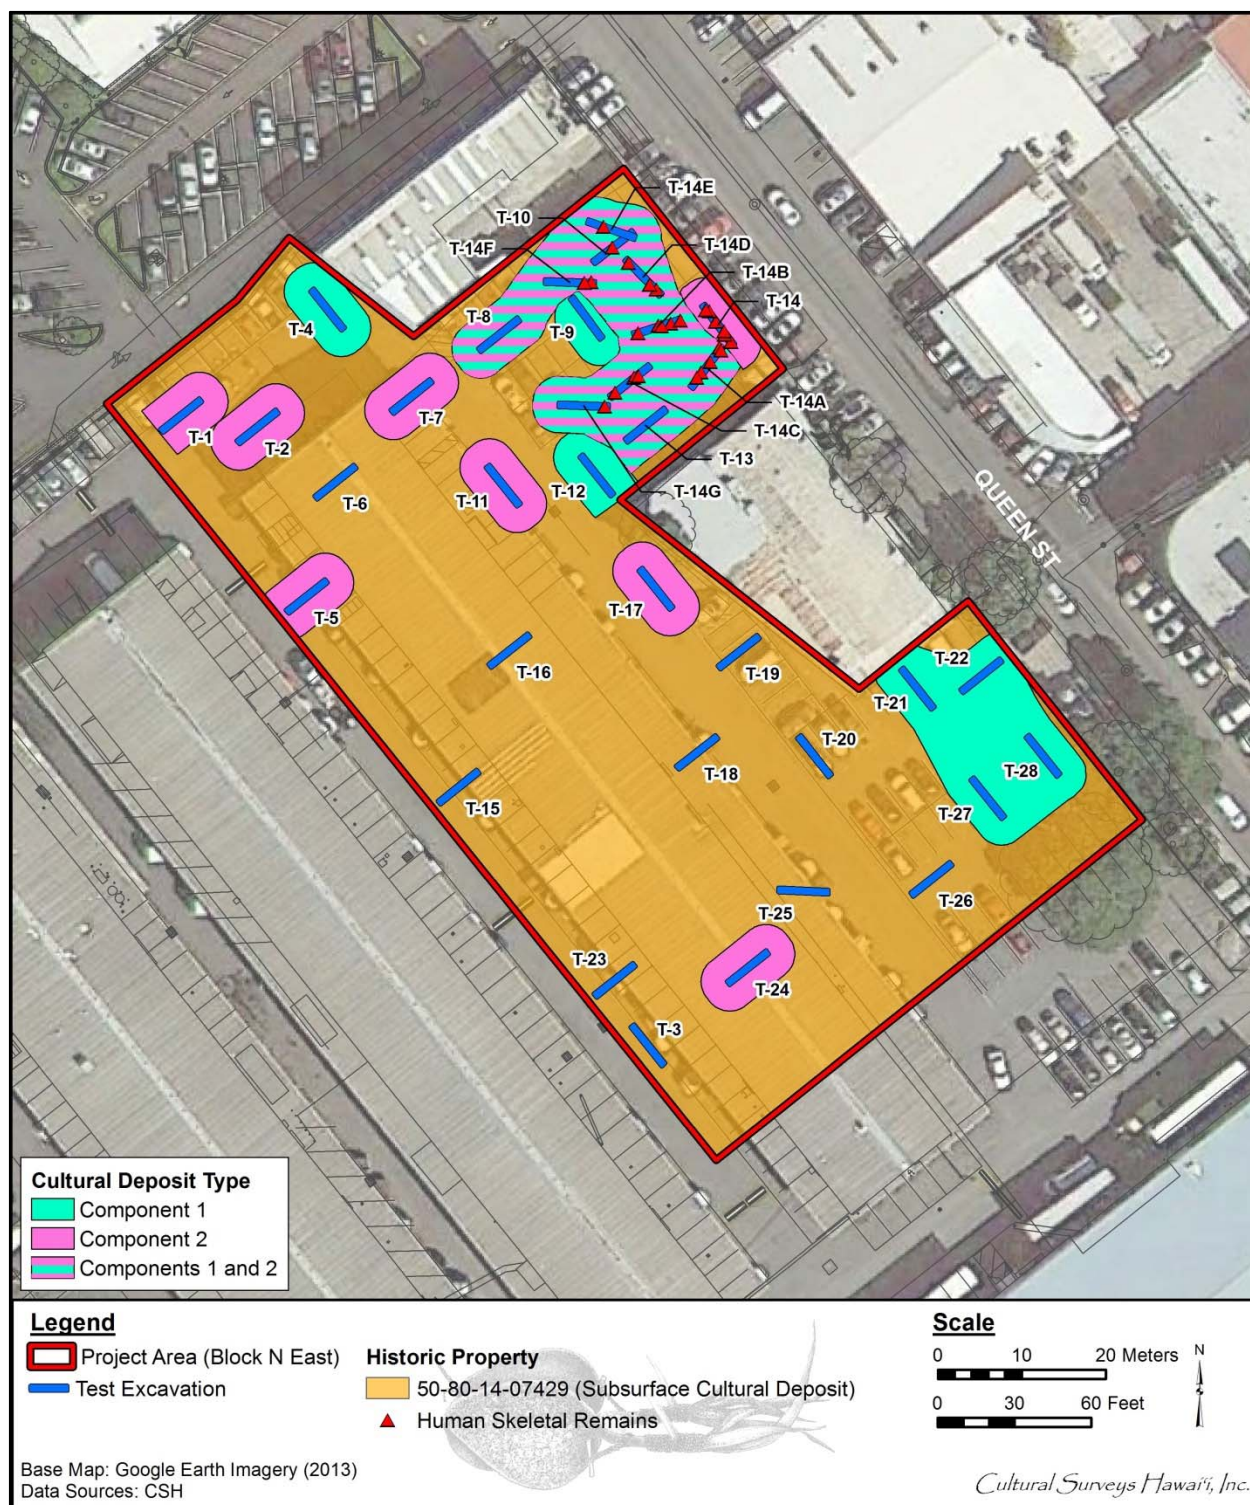 T-14E
T-10
T-14D
T-14F
T-14B
T-14
T-8
T-9
T-4
T-14A
T-7
T-1
T-2
T-14C
T-13
T-12
T-11
T-14G
T-6
QUEEN ST
T-5
T-17
T-16
T-19
T-22
T-21
T-20
T-18
T-28
T-15
T-27
T-26
T-25
T-23
T-24
T-3
Cultural Deposit Type
Component 1
Component 2
Components 1 and 2
Legend
Project Area (Block N East)
Test Excavation
Historic Property
50-80-14-07429 (Subsurface Cultural Deposit)
Human Skeletal Remains
Scale
0 10 20 Meters
0 30 60 Feet
N
Base Map: Google Earth Imagery (2013)
Data Sources: CSH
Cultural Surveys Hawai‘i, Inc.